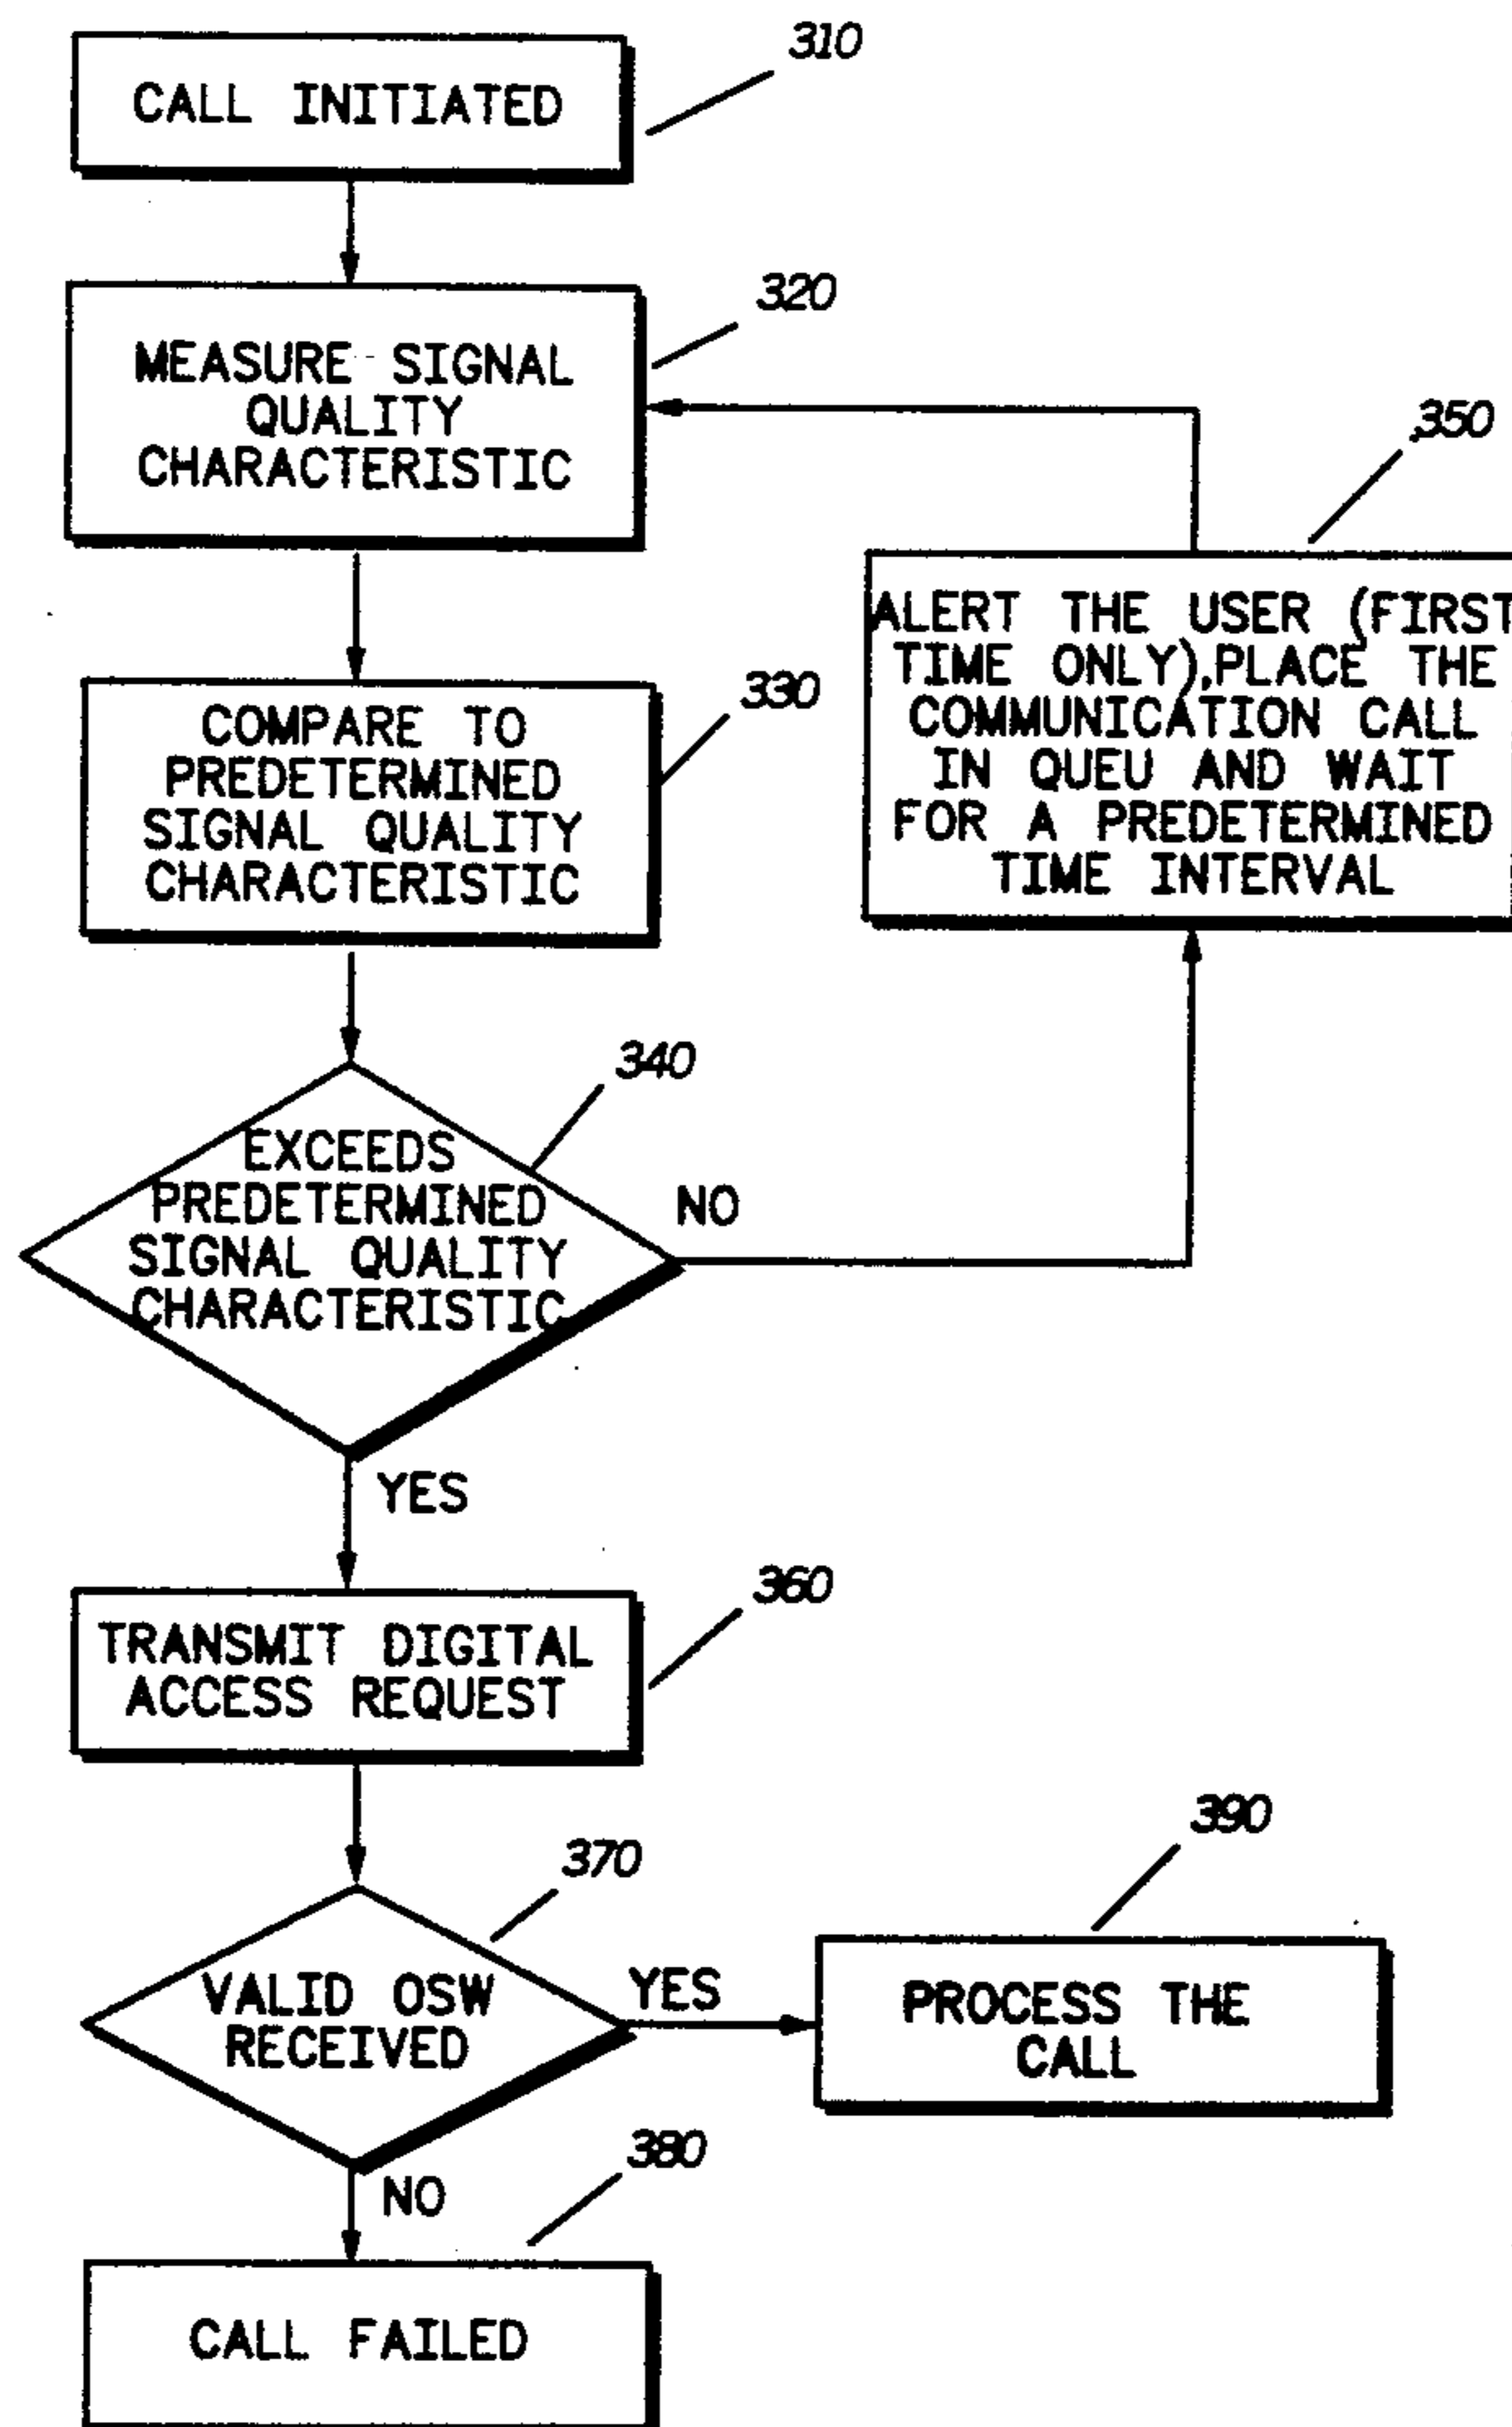 310
CALL INITIATED
320
MEASURE SIGNAL
QUALITY
CHARACTERISTIC
350
ALERT THE USER (FIRST
TIME ONLY),PLACE THE
COMMUNICATION CALL
IN QUEU AND WAIT
FOR A PREDETERMINED
TIME INTERVAL
330
COMPARE TO
PREDETERMINED
SIGNAL QUALITY
CHARACTERISTIC
340
EXCEEDS
PREDETERMINED
SIGNAL QUALITY
CHARACTERISTIC
NO
YES
360
TRANSMIT DIGITAL
ACCESS REQUEST
370
VALID OSW
RECEIVED
YES
390
PROCESS THE
CALL
NO
380
CALL FAILED